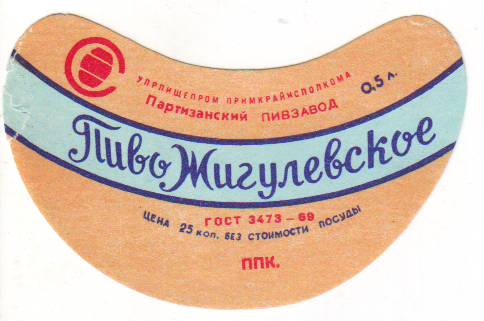 УПРПИЩЕПРОМ ПРИМКРАЙИСПОЛКОМА
Партизанский ПИВЗАВОД
0,5 л.
Пиво Жигулевское
ГОСТ 3473 – 69
ЦЕНА 25 коп. БЕЗ СТОИМОСТИ ПОСУДЫ
ППК.